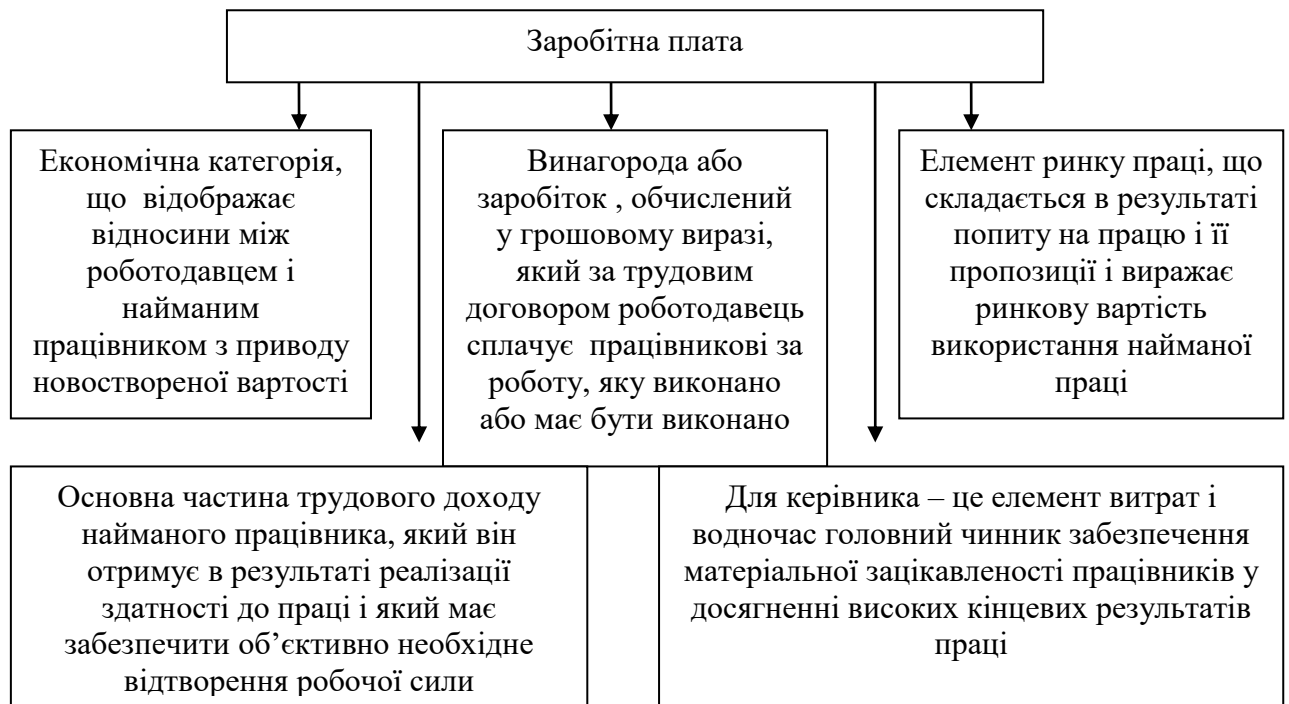 Заробітна плата
Економічна категорія,
що відображає
відносини між
роботодавцем і
найманим
працівником з приводу
новоствореної вартості
Винагорода або
заробіток , обчислений
у грошовому виразі,
який за трудовим
договором роботодавець
сплачує працівникові за
роботу, яку виконано
або має бути виконано
Елемент ринку праці, що
складається в результаті
попиту на працю і її
пропозиції і виражає
ринкову вартість
використання найманої
праці
Основна частина трудового доходу
найманого працівника, який він
отримує в результаті реалізації
здатності до праці і який має
забезпечити об’єктивно необхідне
відтворення робочої сили
Для керівника – це елемент витрат і
водночас головний чинник забезпечення
матеріальної зацікавленості працівників у
досягненні високих кінцевих результатів
праці